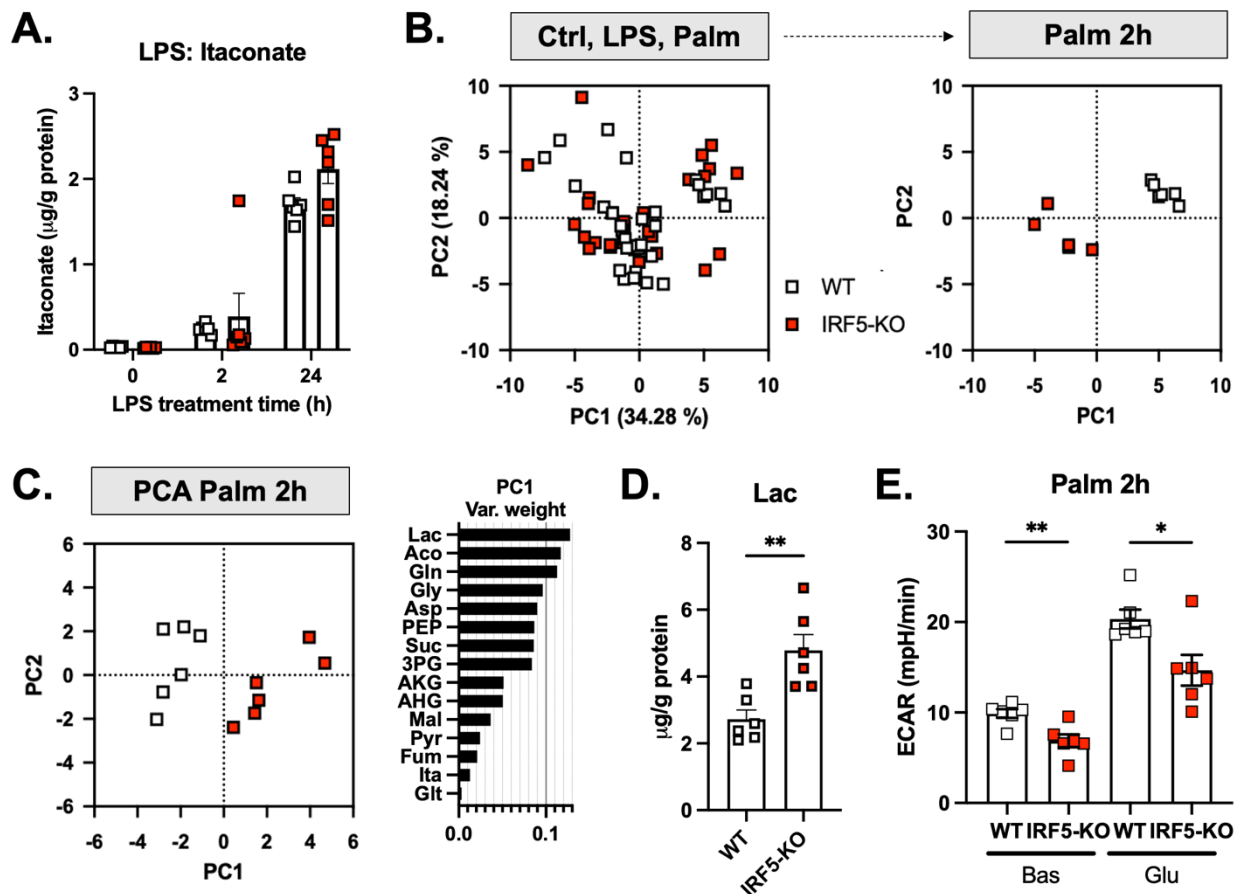 A.
LPS: Itaconate
Itaconate (µg/g protein)
3
2
1
0
0 2 24
LPS treatment time (h)
B.
Ctrl, LPS, Palm
PC2 (18.24 %)
10
5
0
-5
-10
-10 -5 0 5 10
PC1 (34.28 %)
WT
IRF5-KO
Palm 2h
PC2
10
5
0
-5
-10
-10 -5 0 5 10
PC1
C.
PCA Palm 2h
PC2
6
4
2
0
-2
-4
-6
-6 -4 -2 0 2 4 6
PC1
PC1
Var. weight
Lac
Aco
Gln
Gly
Asp
PEP
Suc
3PG
AKG
AHG
Mal
Pyr
Fum
Ita
Glt
0.0 0.1
D.
Lac
µg/g protein
8
6
4
2
0
**
WT
IRF5-KO
E.
Palm 2h
ECAR (mpH/min)
30
20
10
0
** *
WT IRF5-KO WT IRF5-KO
Bas Glu